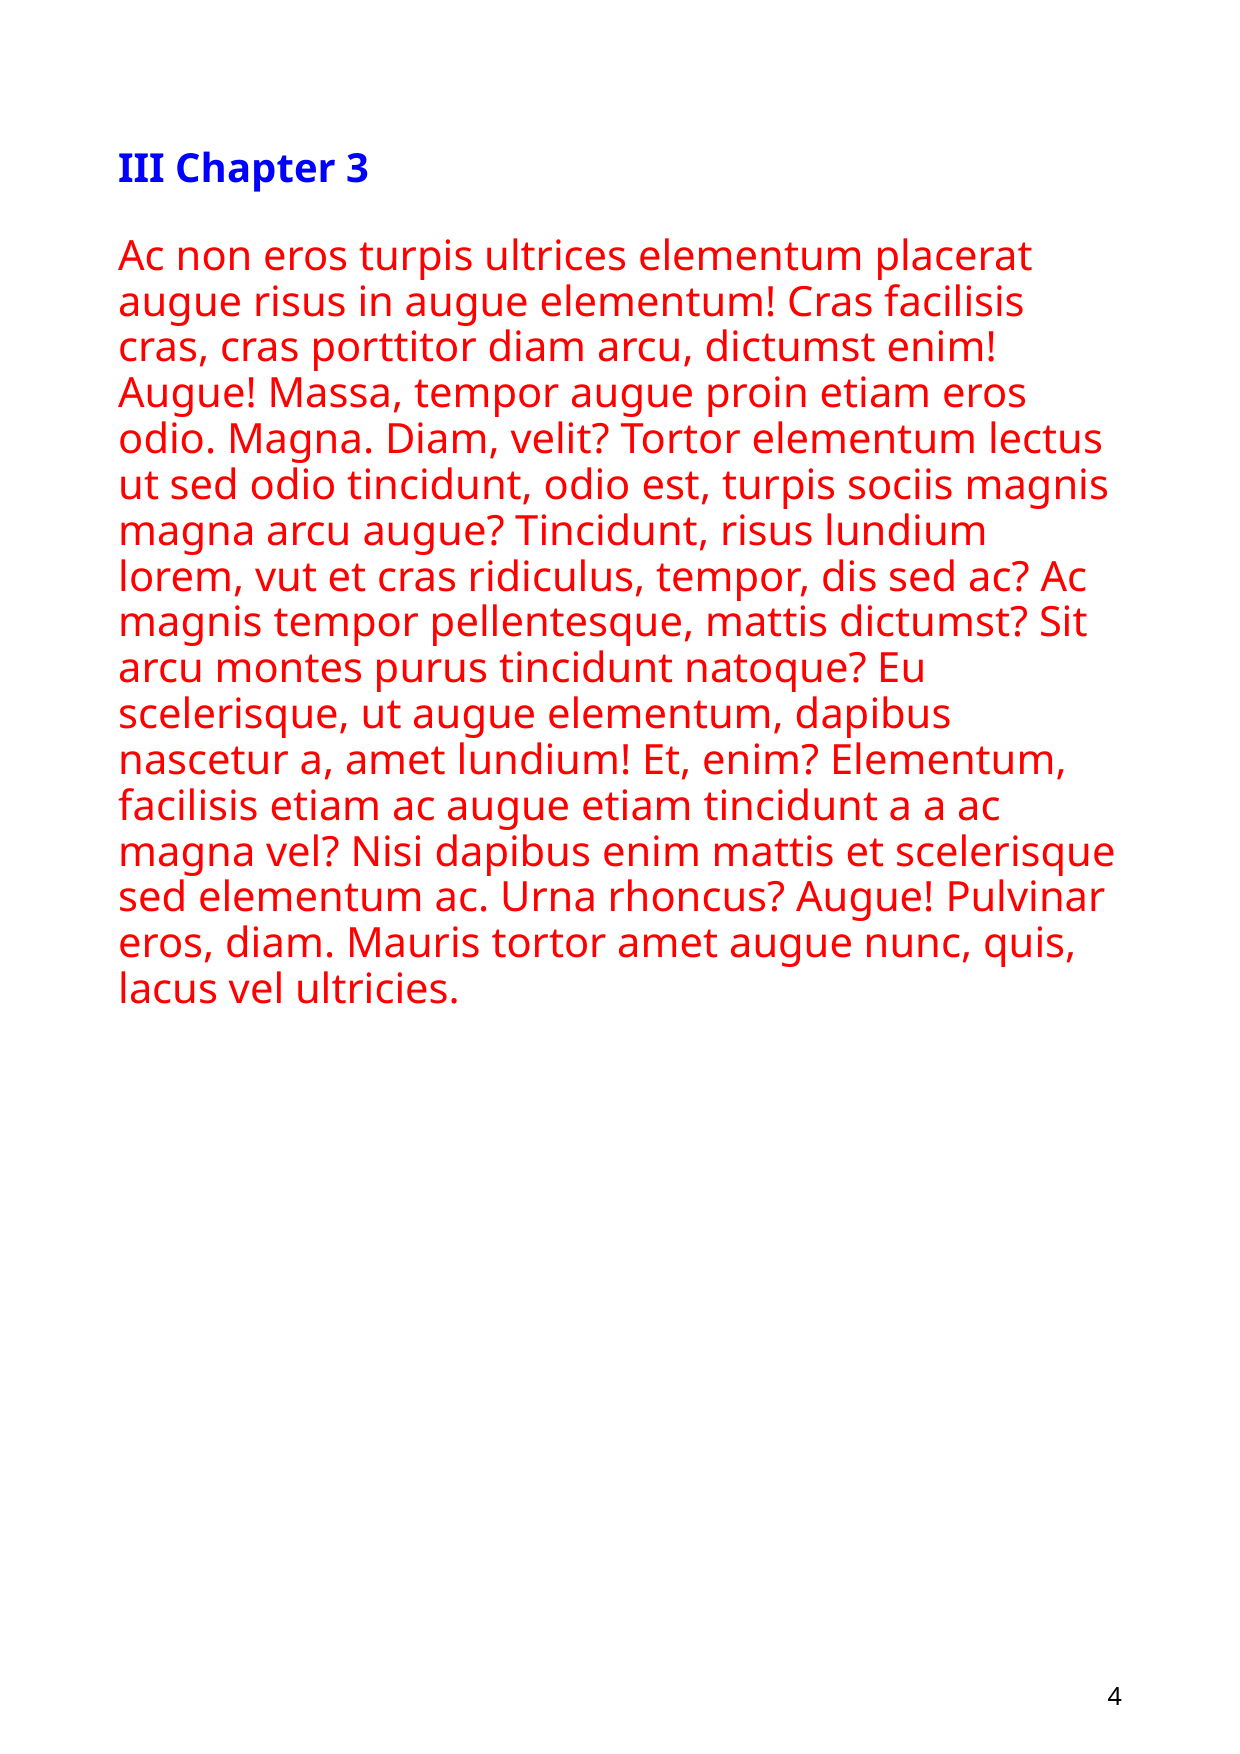 III Chapter 3
Ac non eros turpis ultrices elementum placerat
augue risus in augue elementum! Cras facilisis
cras, cras porttitor diam arcu, dictumst enim!
Augue! Massa, tempor augue proin etiam eros
odio. Magna. Diam, velit? Tortor elementum lectus
ut sed odio tincidunt, odio est, turpis sociis magnis
magna arcu augue? Tincidunt, risus lundium
lorem, vut et cras ridiculus, tempor, dis sed ac? Ac
magnis tempor pellentesque, mattis dictumst? Sit
arcu montes purus tincidunt natoque? Eu
scelerisque, ut augue elementum, dapibus
nascetur a, amet lundium! Et, enim? Elementum,
facilisis etiam ac augue etiam tincidunt a a ac
magna vel? Nisi dapibus enim mattis et scelerisque
sed elementum ac. Urna rhoncus? Augue! Pulvinar
eros, diam. Mauris tortor amet augue nunc, quis,
lacus vel ultricies.
4